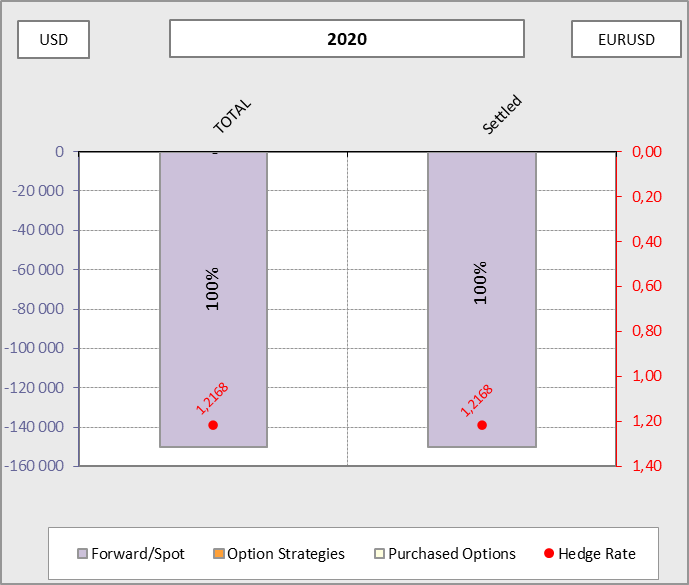 USD
2020
EURUSD
TOTAL
Settled
0
-20 000
-40 000
-60 000
-80 000
-100 000
-120 000
-140 000
-160 000
100%
100%
1,2168
1,2168
0,00
0,20
0,40
0,60
0,80
1,00
1,20
1,40
Forward/Spot
Option Strategies
Purchased Options
Hedge Rate